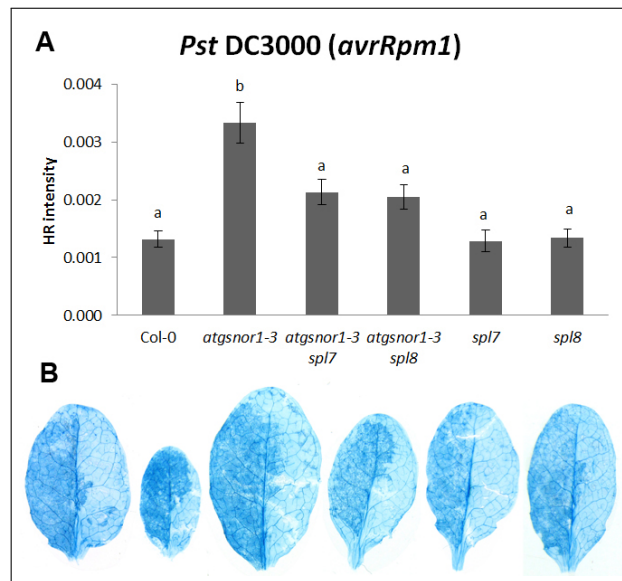 A
Pst DC3000 (avrRpm1)
HR intensity
0.004
0.003
0.002
0.001
0.000
a
b
a
a
a
a
Col-0
atgsnor1-3
atgsnor1-3
spl7
atgsnor1-3
spl8
spl7
spl8
B